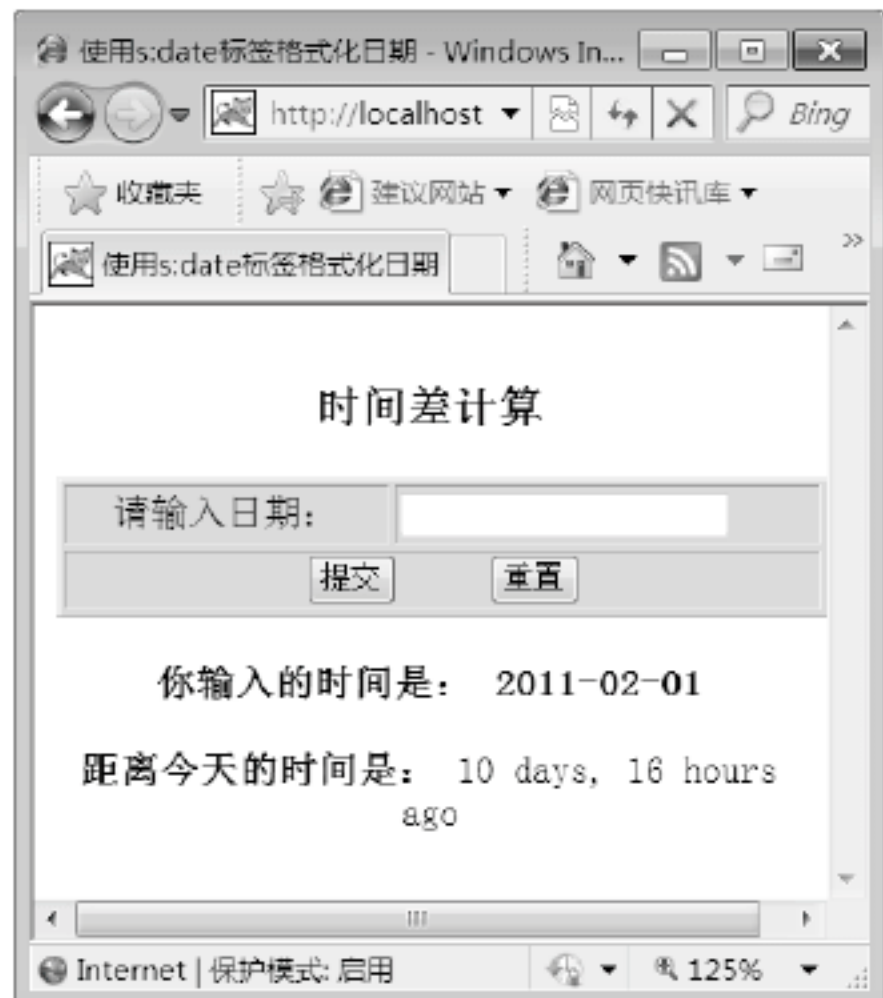 使用s:date标签格式化日期 - Windows In...
http://localhost
Bing
收藏夹
建议网站
网页快讯库
使用s:date标签格式化日期
时间差计算
请输入日期：
提交
重置
你输入的时间是： 2011-02-01
距离今天的时间是： 10 days, 16 hours
ago
Internet | 保护模式: 启用
125%